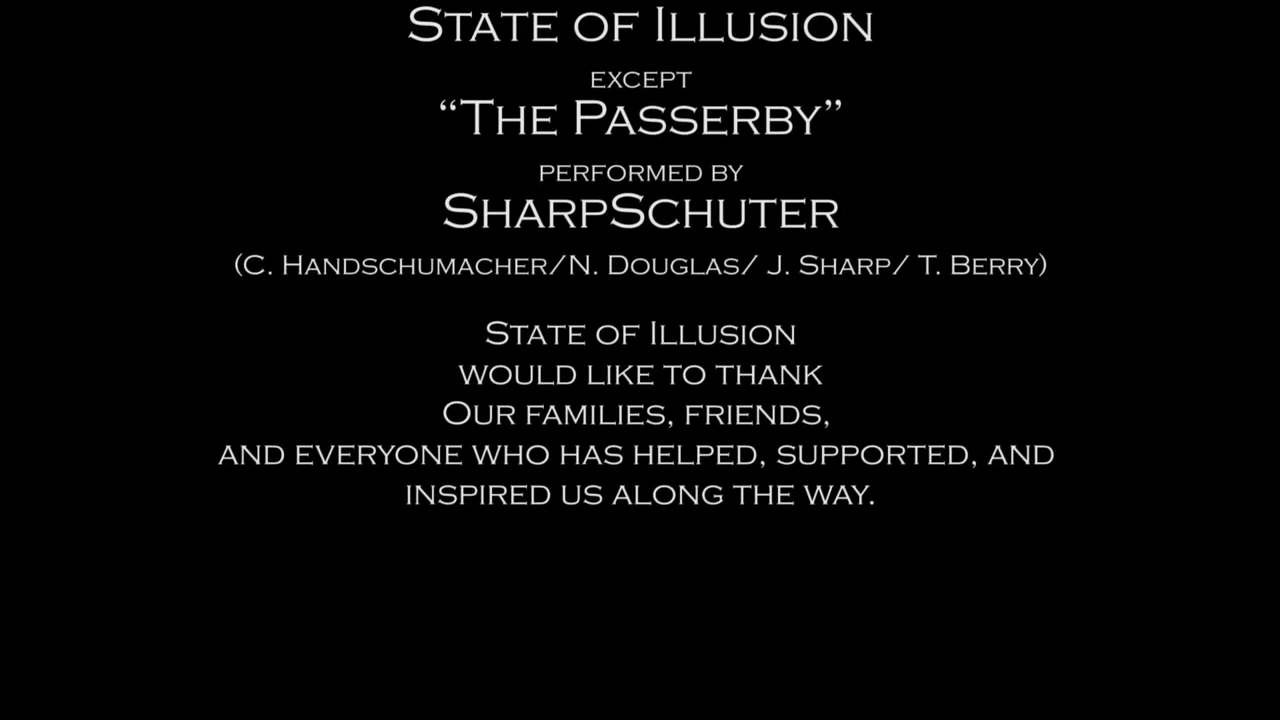 State of Illusion
except
“The Passerby”
performed by
SharpSchuter
(C. Handschumacher/N. Douglas/ J. Sharp/ T. Berry)
State of Illusion
would like to thank
Our families, friends,
and everyone who has helped, supported, and
inspired us along the way.